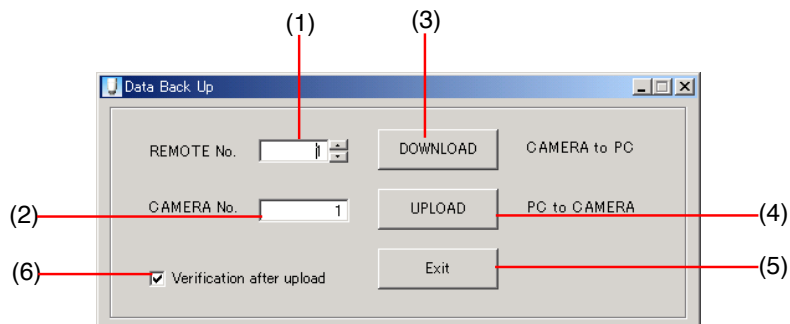 (1) (3)
Data Back Up
REMOTE No. 1 DOWNLOAD CAMERA to PC
(2) CAMERA No. 1 UPLOAD PC to CAMERA (4)
(6) Verification after upload Exit (5)